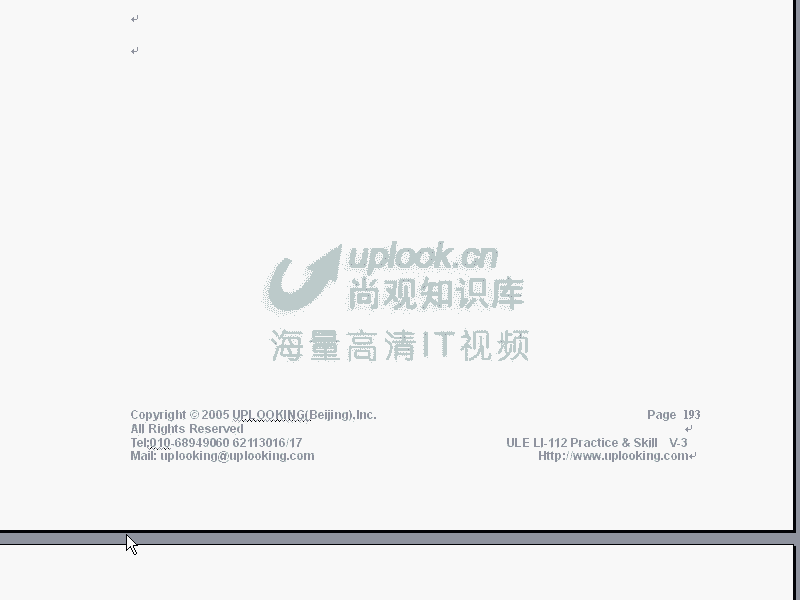 uplook.cn
尚观知识库
海量高清IT视频
Copyright © 2005 UPLOOKING(Beijing),Inc. Page 193
All Rights Reserved
Tel:010-68949060 62113016/17 ULE LI-112 Practice & Skill V-3
Mail: uplooking@uplooking.com Http://www.uplooking.com